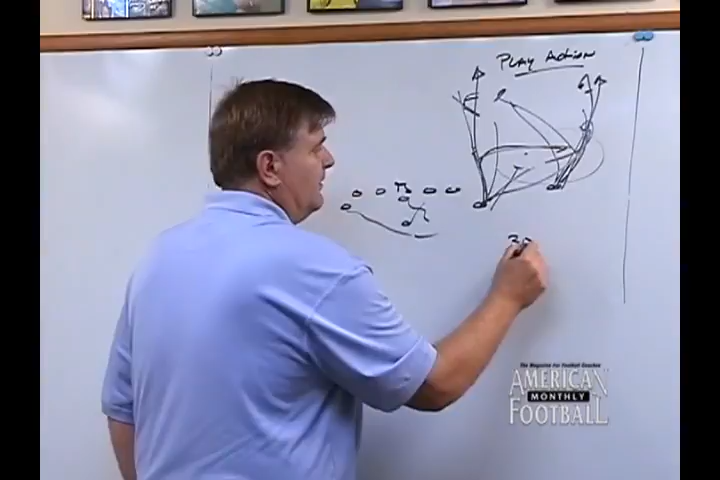 PLAY ACTION
The Magazine For Football Coaches
AMERICAN
MONTHLY
FOOTBALL